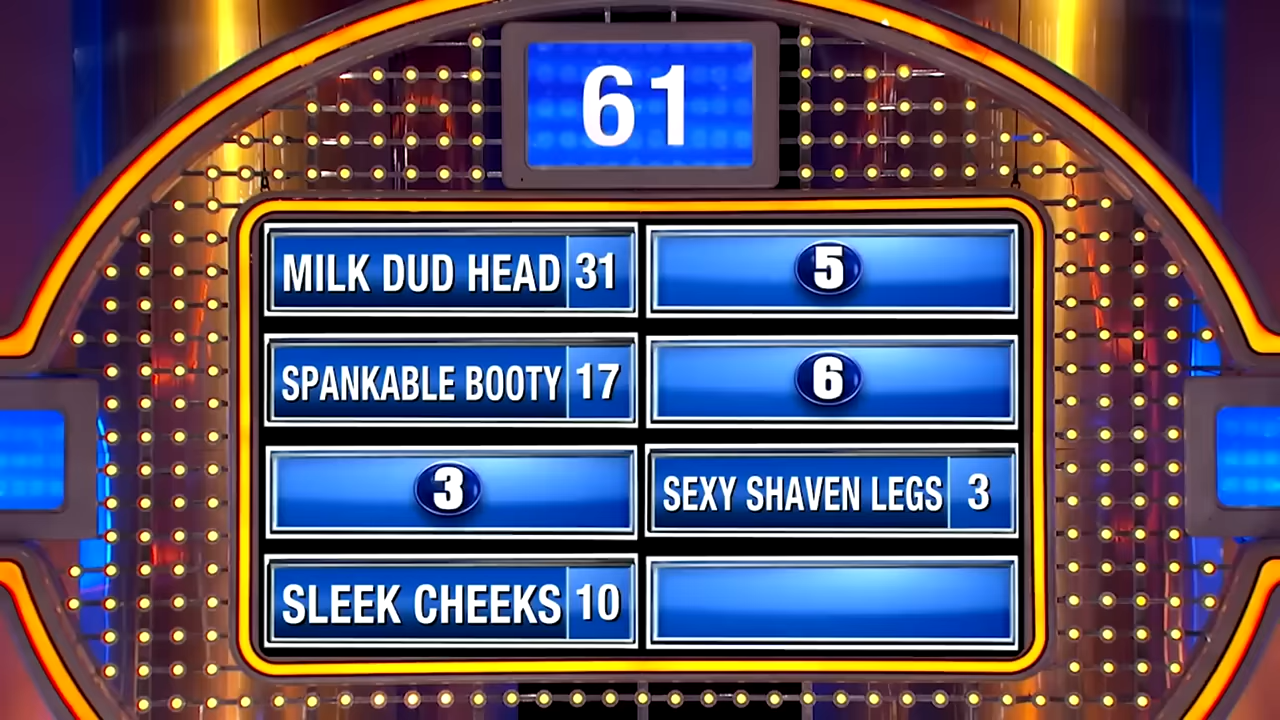 61
MILK DUD HEAD 31
5
SPANKABLE BOOTY 17
6
3
SEXY SHAVEN LEGS 3
SLEEK CHEEKS 10